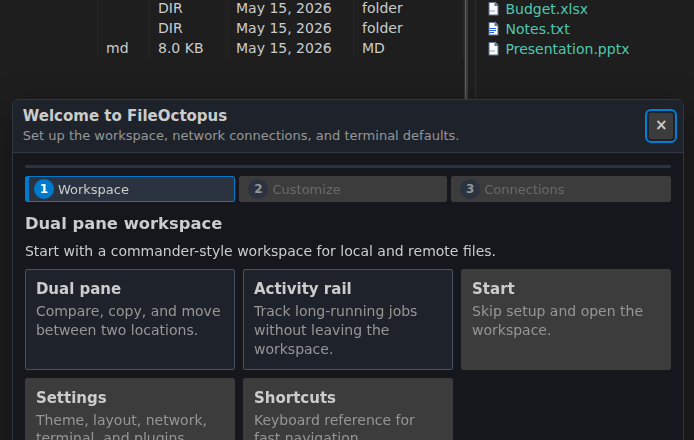 DIR May 15, 2026 folder
DIR May 15, 2026 folder
md 8.0 KB May 15, 2026 MD
Budget.xlsx
Notes.txt
Presentation.pptx
Welcome to FileOctopus
Set up the workspace, network connections, and terminal defaults.
×
1 Workspace
2 Customize
3 Connections
Dual pane workspace
Start with a commander-style workspace for local and remote files.
Dual pane
Compare, copy, and move
between two locations.
Activity rail
Track long-running jobs
without leaving the
workspace.
Start
Skip setup and open the
workspace.
Settings
Theme, layout, network,
terminal, and plugins
Shortcuts
Keyboard reference for
fast navigation